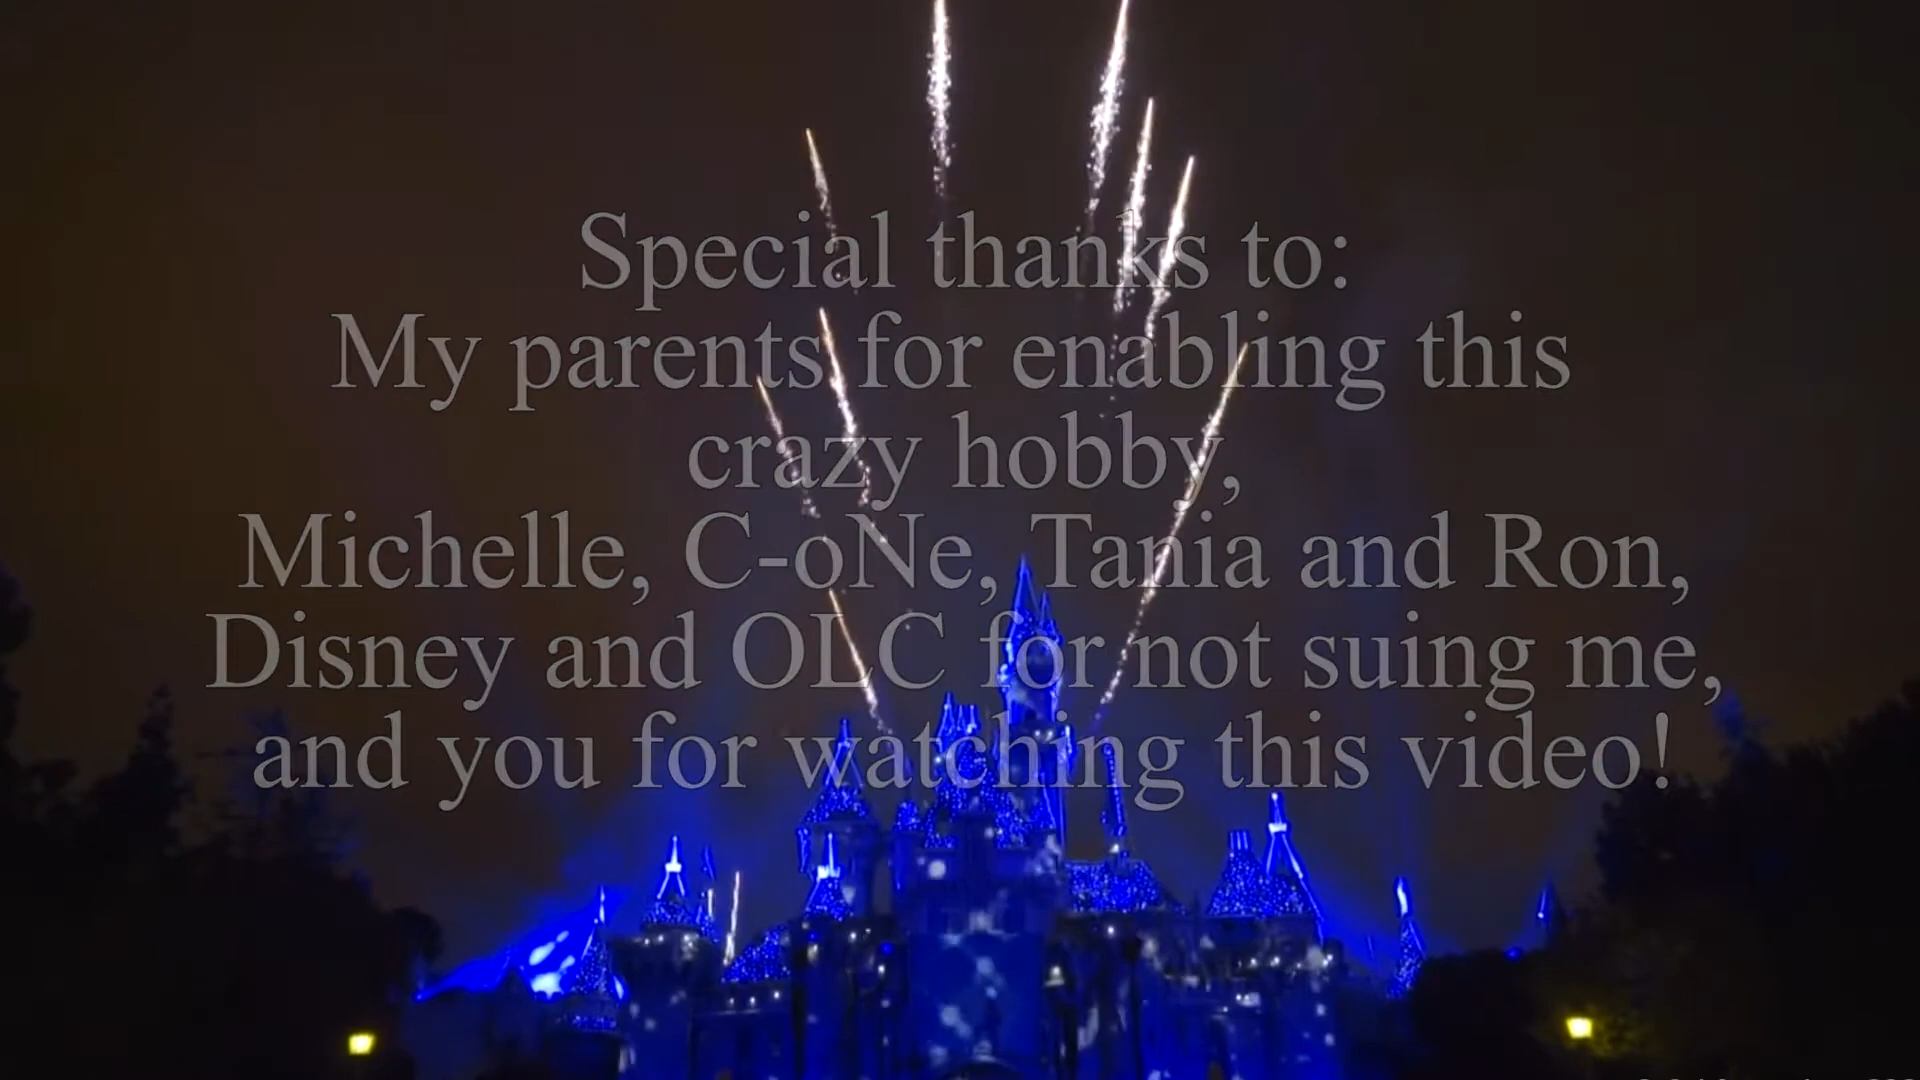 Special thanks to:
My parents for enabling this
crazy hobby,
Michelle, C-oNe, Tania and Ron,
Disney and OLC for not suing me,
and you for watching this video!